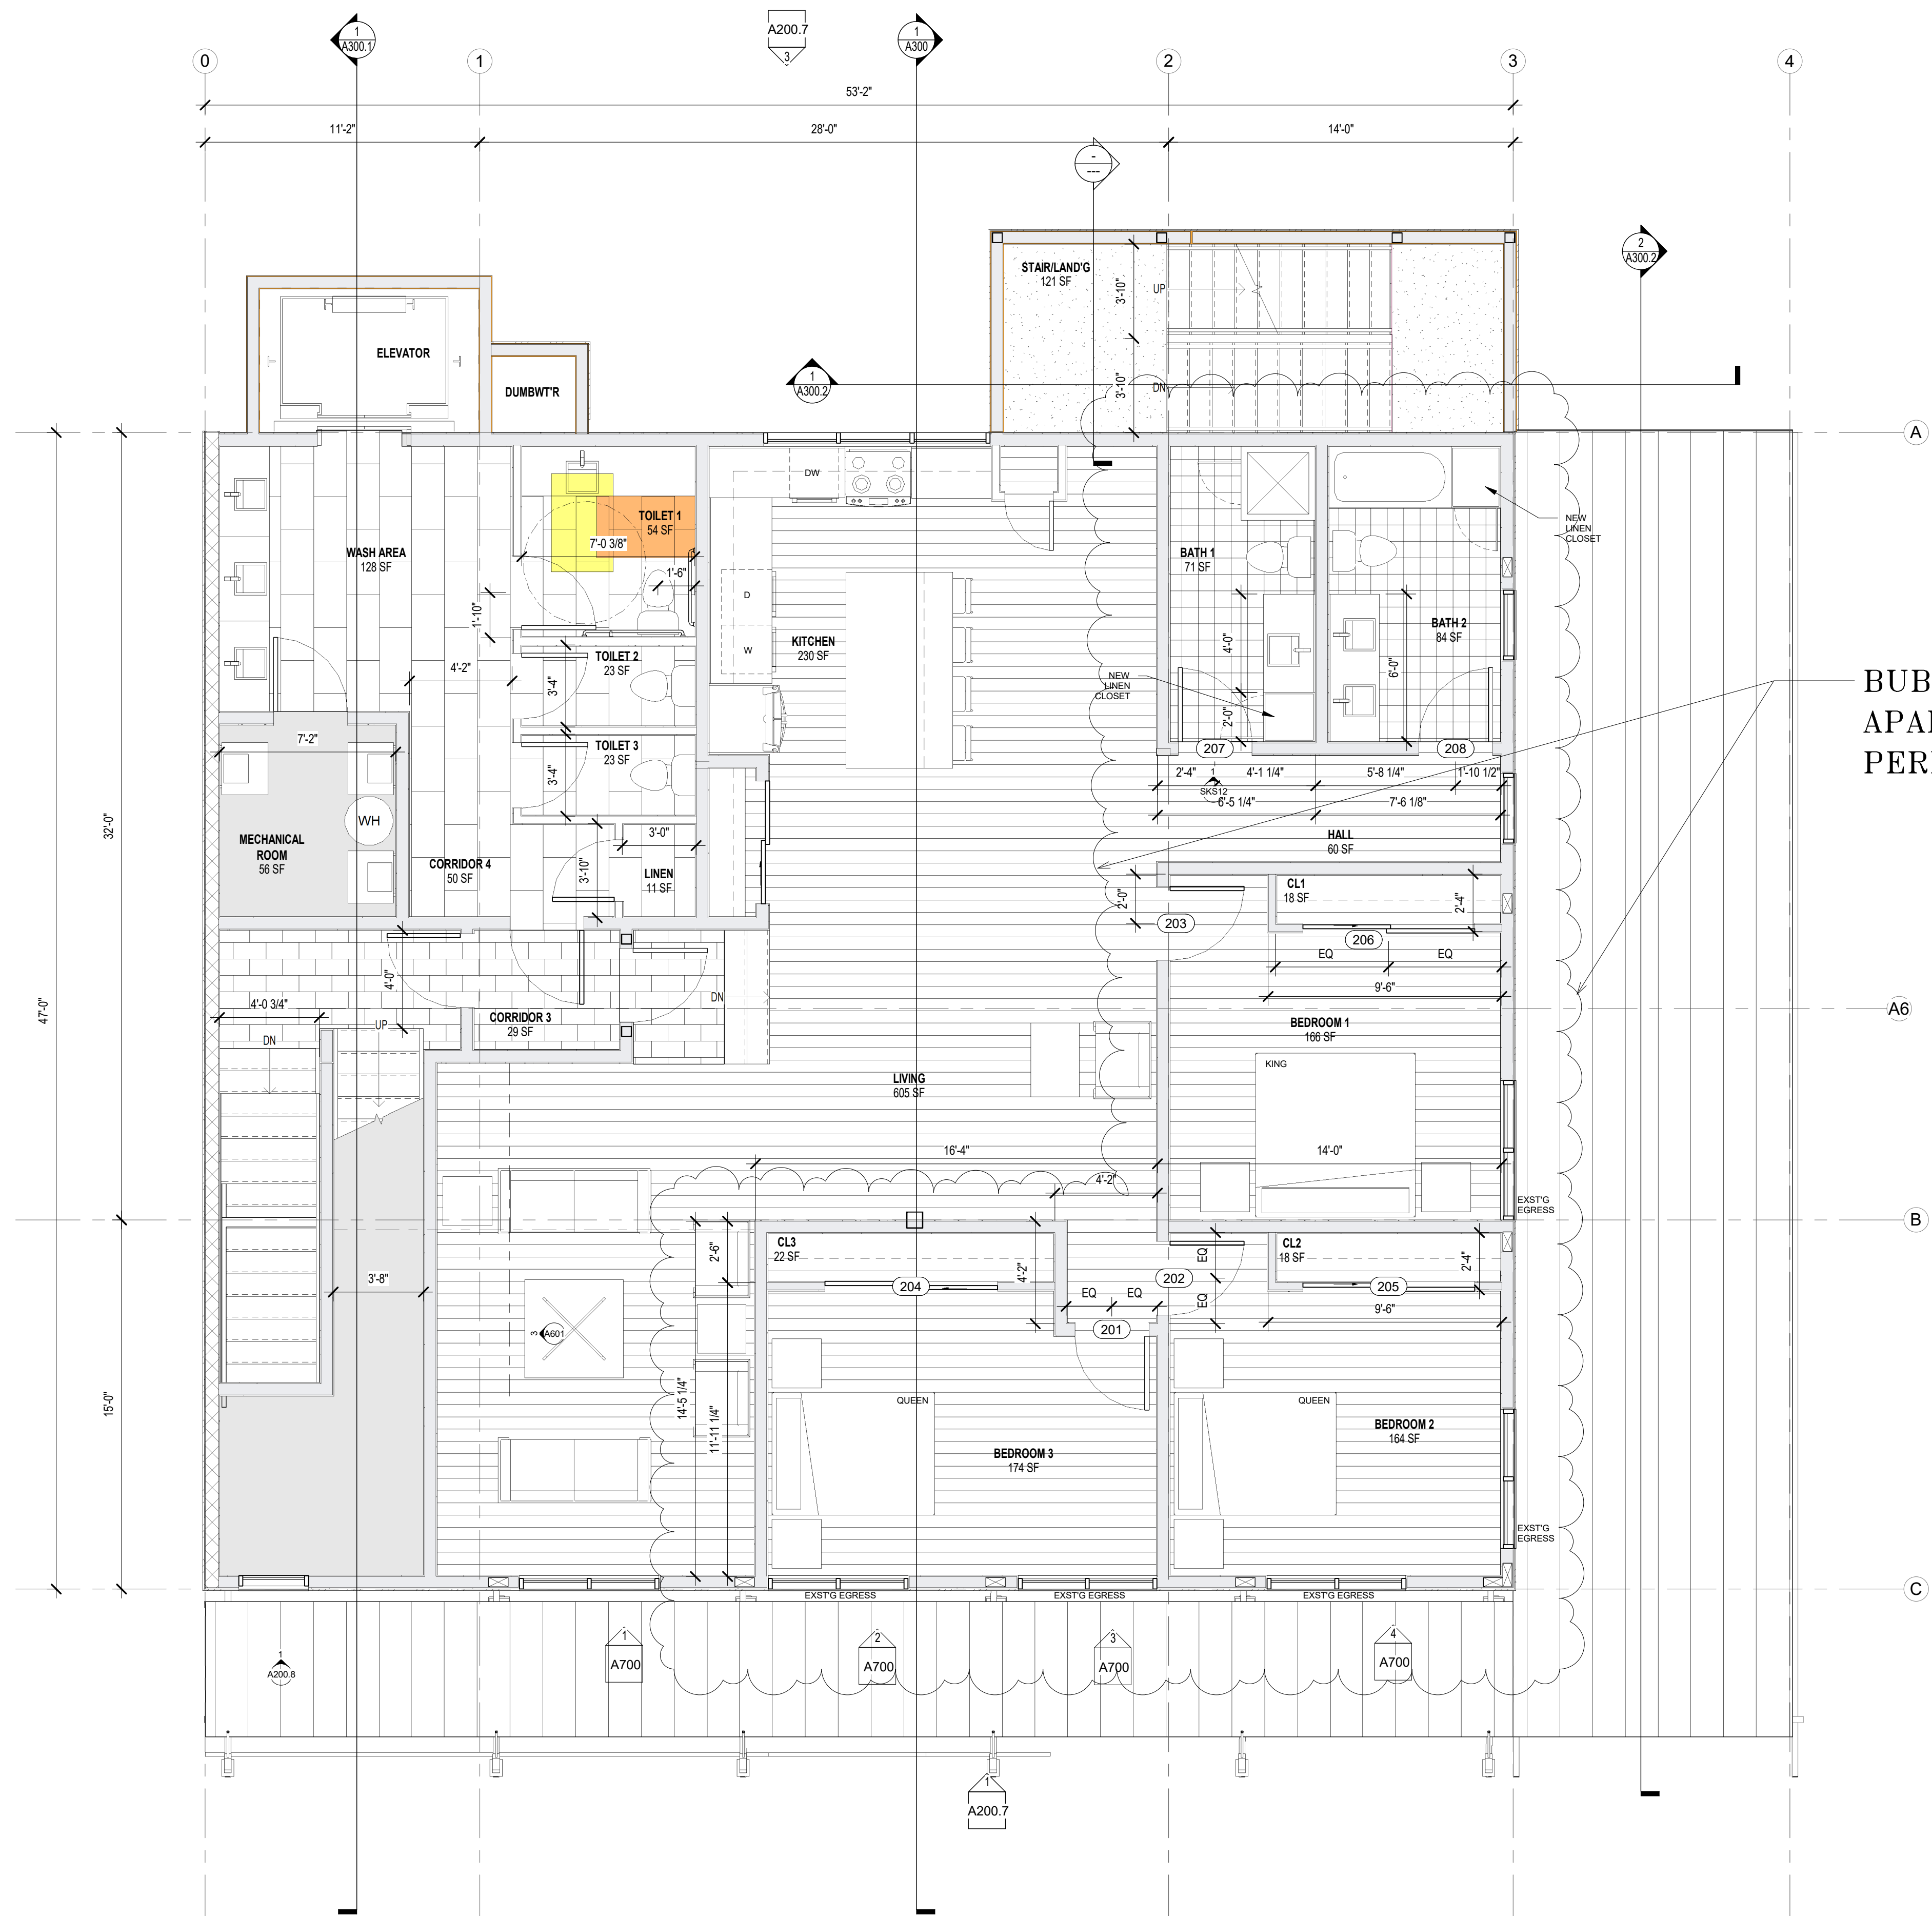 1
A300.1
A200.7
3
1
A300
0
1
2
3
4
53'-2"
11'-2"
28'-0"
14'-0"
-
---
2
A300.2
STAIR/LAND'G
121 SF
3'-10"
UP
ELEVATOR
DUMBWT'R
1
A300.2
3'-10"
DN
A
DW
TOILET 1
54 SF
7'-0 3/8"
1'-6"
WASH AREA
128 SF
1'-10"
D
W
KITCHEN
230 SF
BATH 1
71 SF
NEW
LINEN
CLOSET
BATH 2
84 SF
4'-0"
6'-0"
2'-0"
TOILET 2
23 SF
4'-2"
3'-4"
NEW
LINEN
CLOSET
BUB
APA
PER
TOILET 3
23 SF
3'-4"
7'-2"
207
208
2'-4"
1
SKS12
4'-1 1/4"
5'-8 1/4"
1'-10 1/2"
6'-5 1/4"
7'-6 1/8"
WH
MECHANICAL
ROOM
56 SF
CORRIDOR 4
50 SF
3'-0"
3'-10"
LINEN
11 SF
HALL
60 SF
32'-0"
CL1
18 SF
2'-0"
2'-4"
203
206
EQ
EQ
9'-6"
47'-0"
4'-0"
4'-0 3/4"
DN
UP
CORRIDOR 3
29 SF
DN
A6
BEDROOM 1
166 SF
KING
LIVING
605 SF
16'-4"
14'-0"
4'-2"
EXST'G
EGRESS
B
CL3
22 SF
2'-6"
4'-2"
204
EQ
EQ
EQ
EQ
202
201
CL2
18 SF
2'-4"
205
9'-6"
3'-8"
3
A601
15'-0"
14'-5 1/4"
11'-11 1/4"
QUEEN
BEDROOM 3
174 SF
QUEEN
BEDROOM 2
164 SF
EXST'G
EGRESS
C
EXST'G EGRESS
EXST'G EGRESS
EXST'G EGRESS
1
A200.8
1
A700
2
A700
3
A700
4
A700
1
A200.7